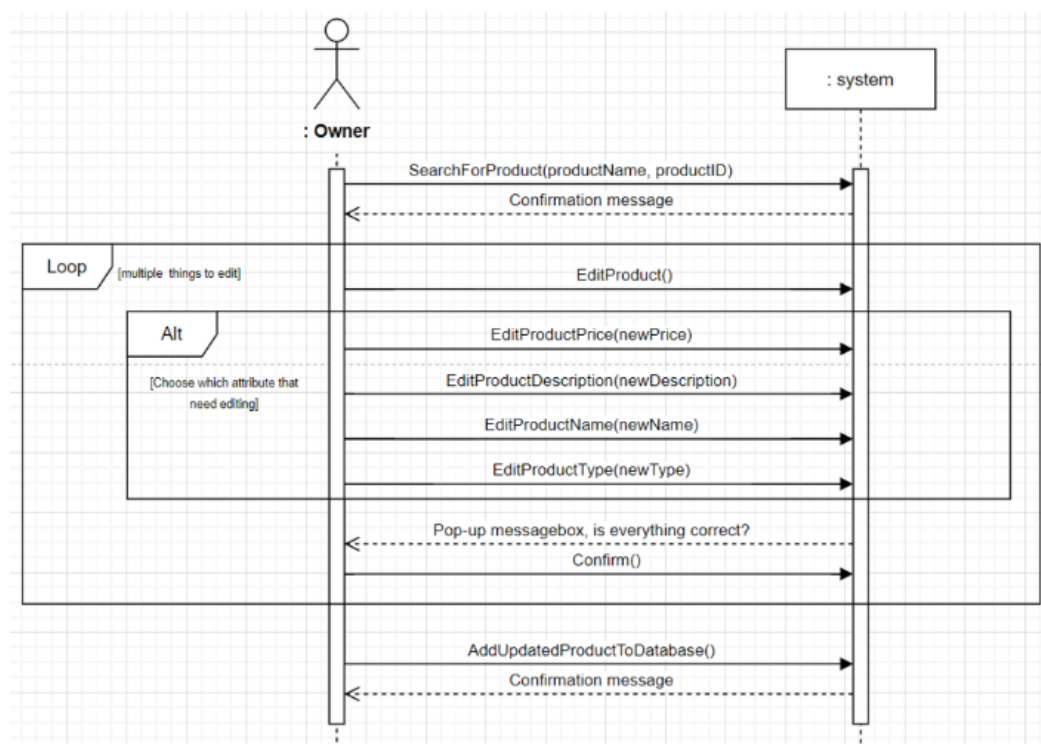 : system
: Owner
SearchForProduct(productName, productID)
Confirmation message
Loop
[multiple things to edit]
EditProduct()
Alt
EditProductPrice(newPrice)
[Choose which attribute that
need editing]
EditProductDescription(newDescription)
EditProductName(newName)
EditProductType(newType)
Pop-up messagebox, is everything correct?
Confirm()
AddUpdatedProductToDatabase()
Confirmation message